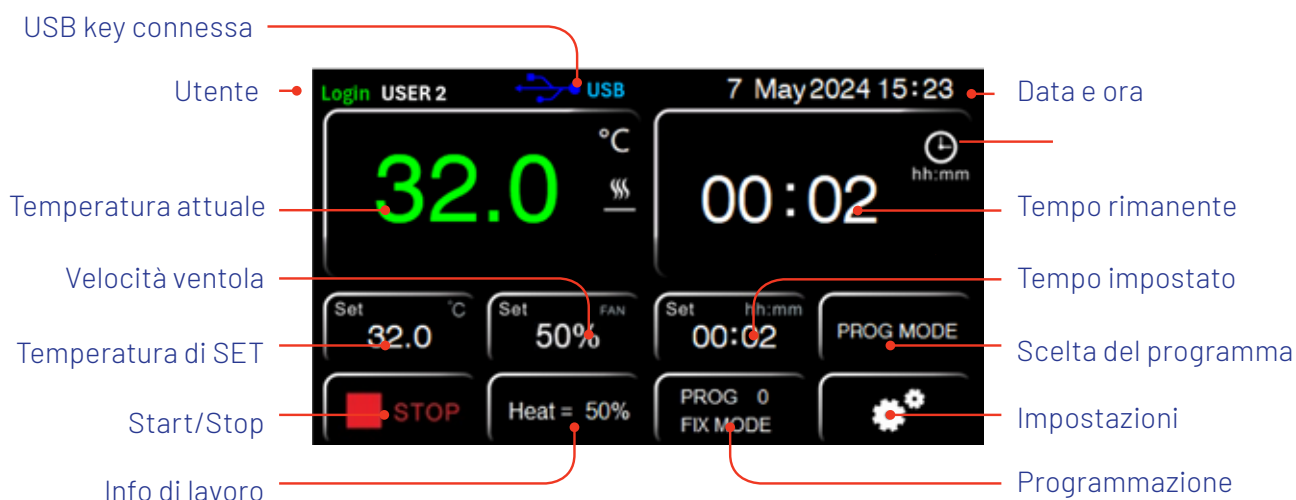 USB key connessa
Utente
Login USER 2
USB
7 May 2024 15:23
Data e ora
°C
32.0
hh:mm
00:02
Temperatura attuale
Tempo rimanente
Velocità ventola
Tempo impostato
Set °C
32.0
Set FAN
50%
Set hh:mm
00:02
PROG MODE
Temperatura di SET
Scelta del programma
STOP
Heat = 50%
PROG 0
FIX MODE
Start/Stop
Impostazioni
Info di lavoro
Programmazione